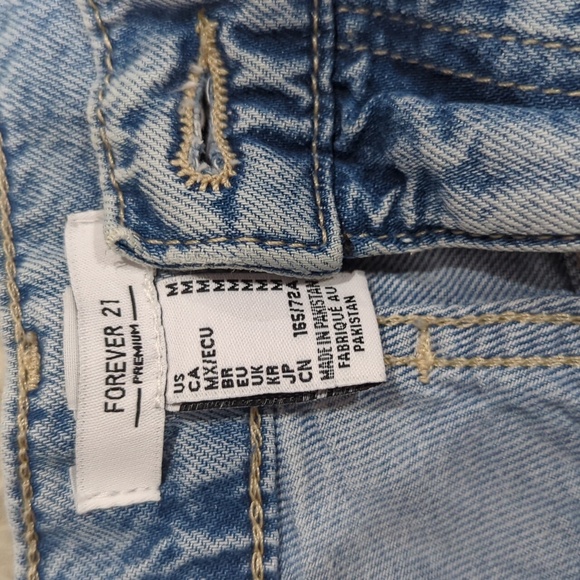 FOREVER 21
PREMIUM
US M
CA M
MX/ECU M
BR M
EU M
UK M
KR M
JP M
CN 165/72A
MADE IN PAKISTAN
FABRIQUÉ AU
PAKISTAN